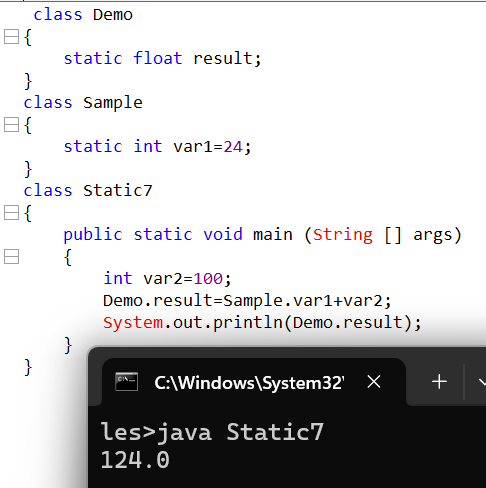 class Demo
{
static float result;
}
class Sample
{
static int var1=24;
}
class Static7
{
public static void main (String [] args)
{
int var2=100;
Demo.result=Sample.var1+var2;
System.out.println(Demo.result);
}
}
C:\Windows\System32\
les>java Static7
124.0